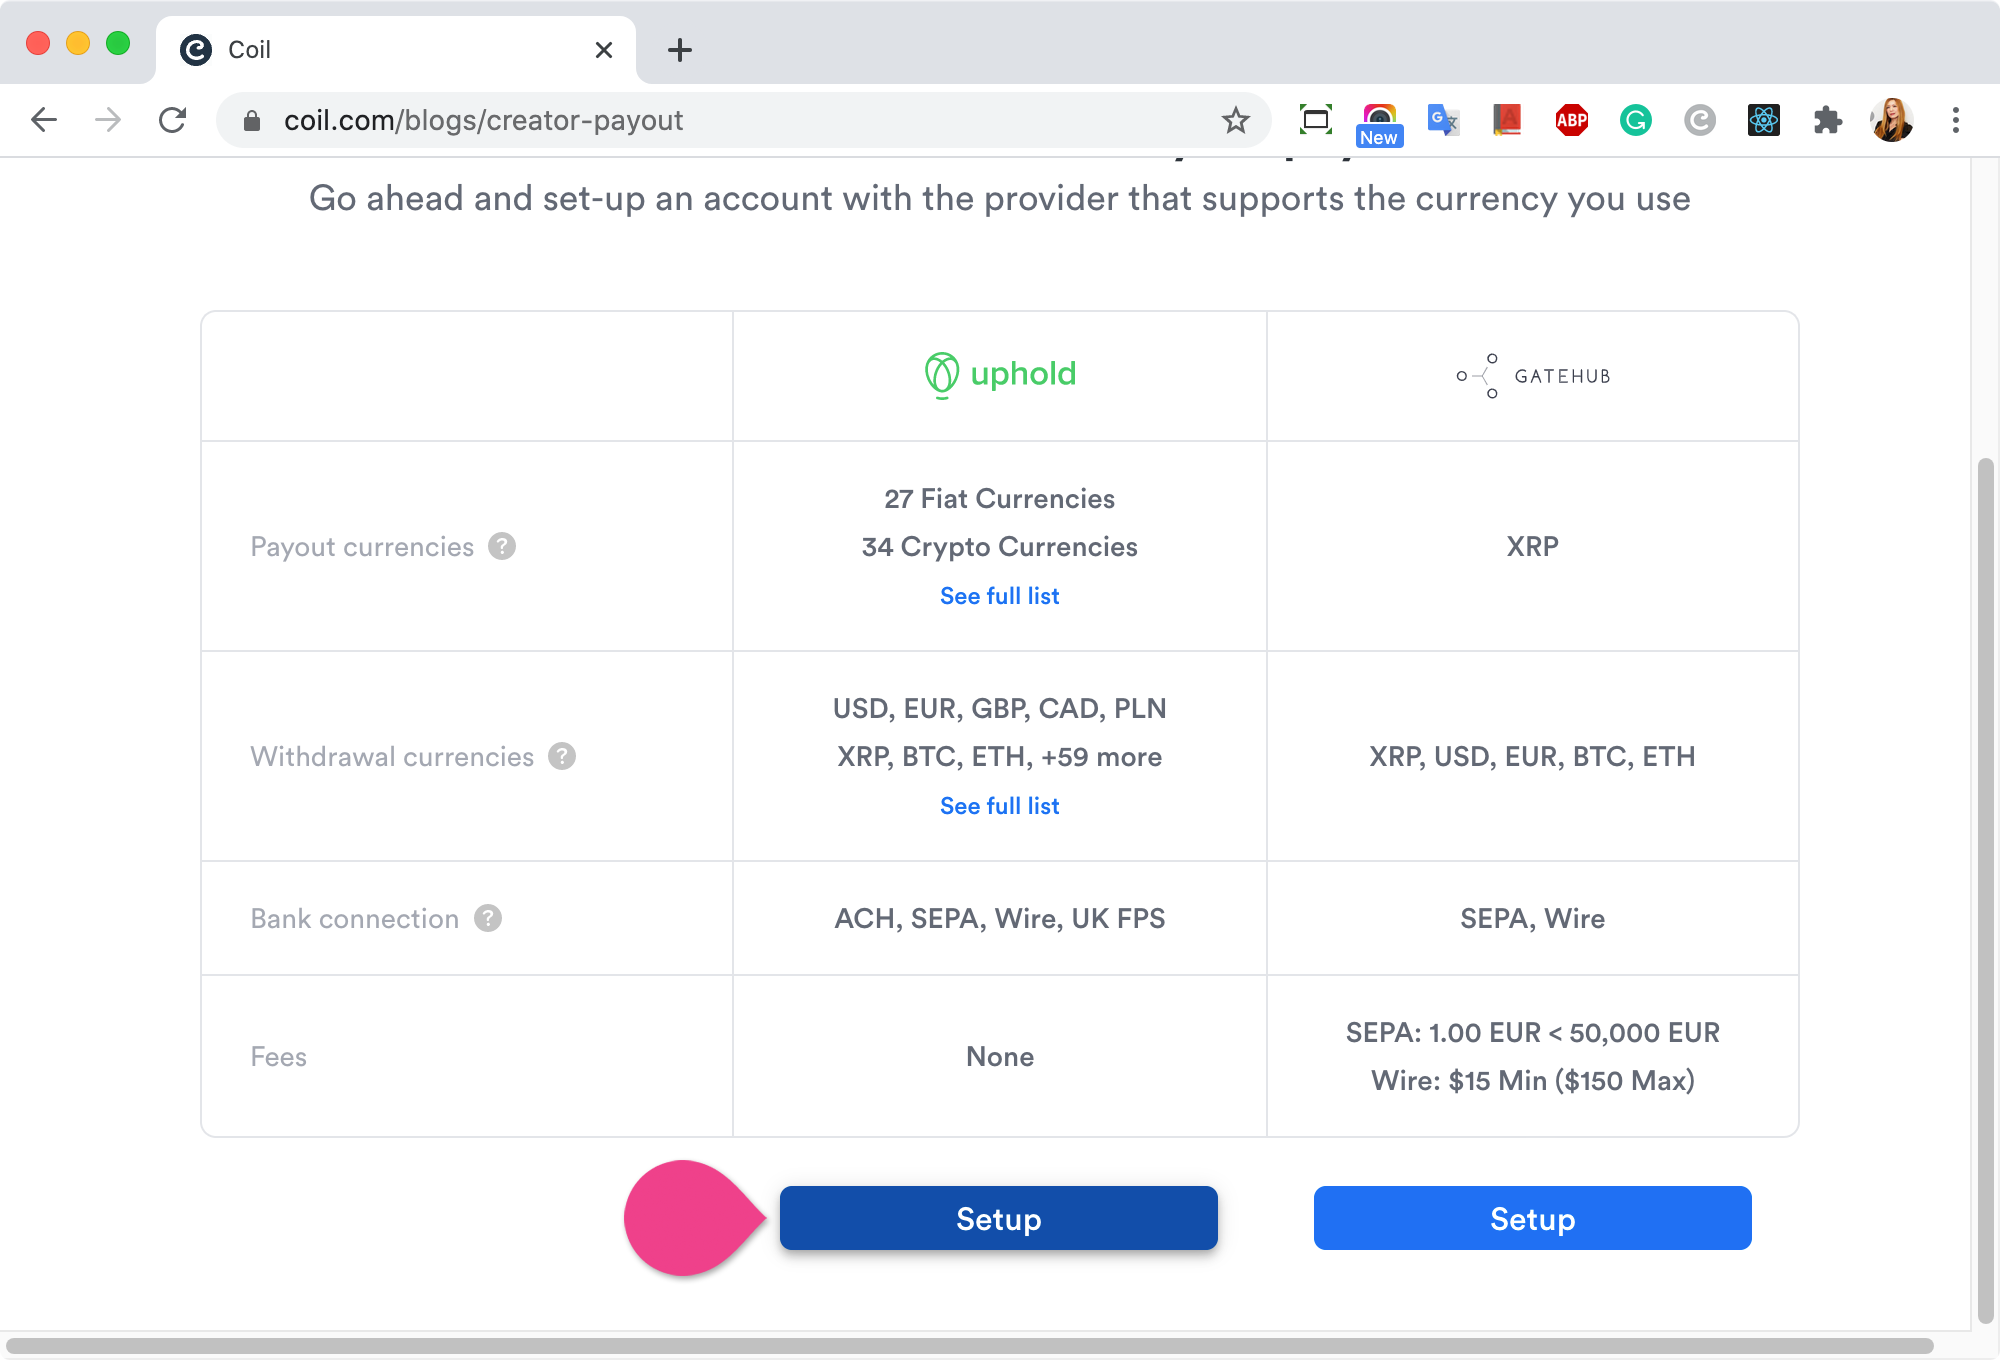 Coil
coil.com/blogs/creator-payout
New
ABP
Go ahead and set-up an account with the provider that supports the currency you use
uphold
GATEHUB
Payout currencies ?
27 Fiat Currencies
34 Crypto Currencies
See full list
XRP
Withdrawal currencies ?
USD, EUR, GBP, CAD, PLN
XRP, BTC, ETH, +59 more
See full list
XRP, USD, EUR, BTC, ETH
Bank connection ?
ACH, SEPA, Wire, UK FPS
SEPA, Wire
Fees
None
SEPA: 1.00 EUR < 50,000 EUR
Wire: $15 Min ($150 Max)
Setup
Setup